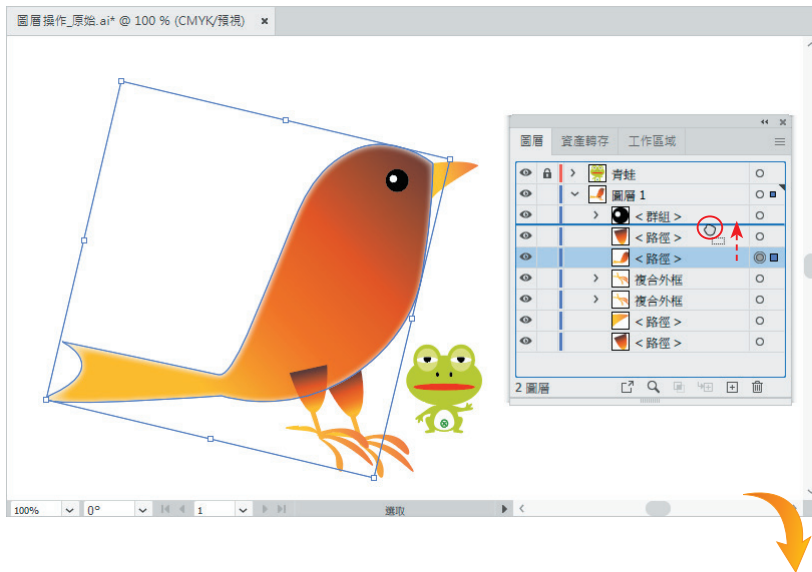 圖層操作_原始.ai* @ 100 % (CMYK/預視) ×
圖層 資產轉存 工作區域
青蛙
圖層 1
< 群組 >
< 路徑 >
< 路徑 >
複合外框
複合外框
< 路徑 >
< 路徑 >
2 圖層
100% 0° 1 選取